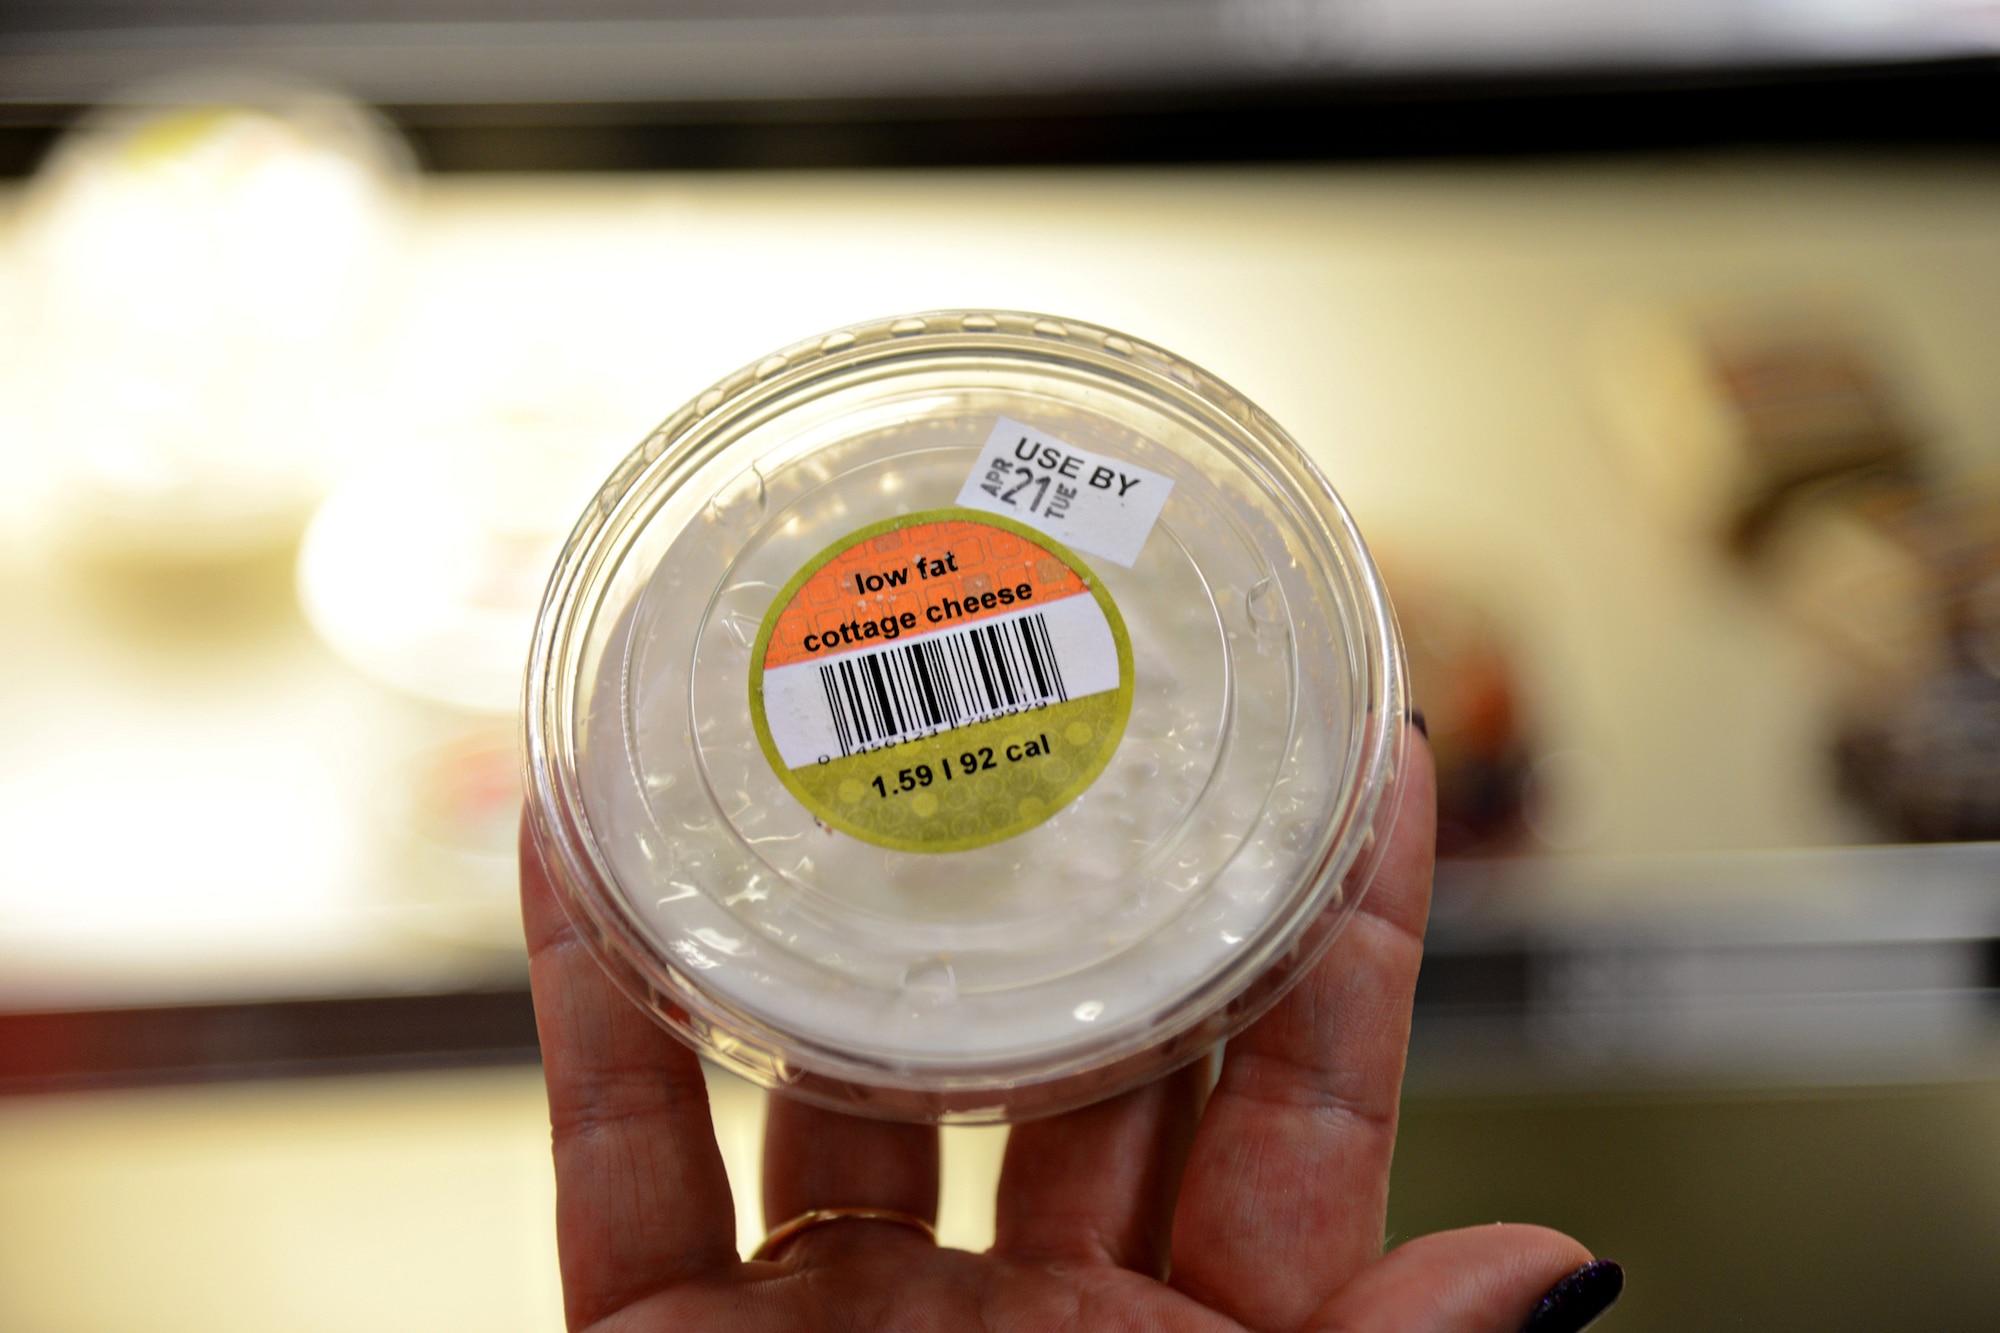 USE BY
APR 21 TUE
low fat
cottage cheese
1.59 | 92 cal